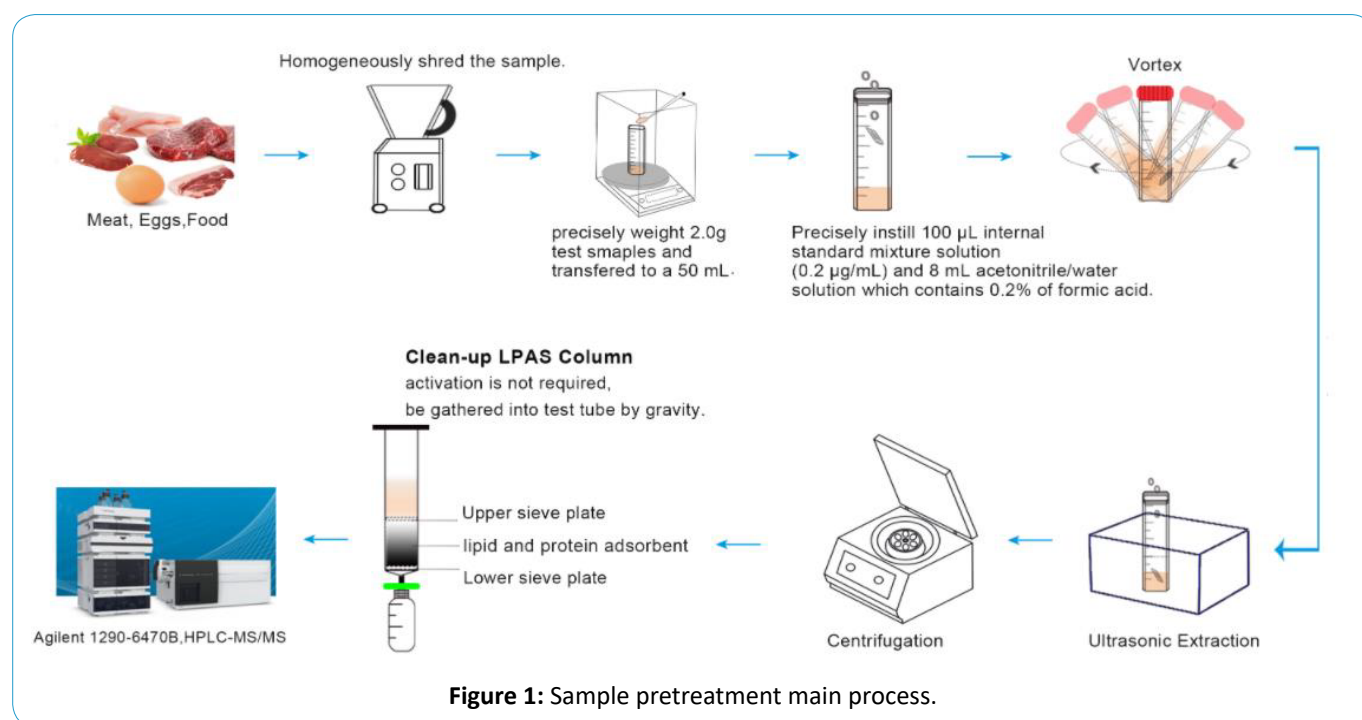 Homogeneously shred the sample.
Vortex
Meat, Eggs,Food
precisely weight 2.0g
test smaples and
transfered to a 50 mL.
Precisely instill 100 µL internal
standard mixture solution
(0.2 µg/mL) and 8 mL acetonitrile/water
solution which contains 0.2% of formic acid.
Clean-up LPAS Column
activation is not required,
be gathered into test tube by gravity.
Upper sieve plate
lipid and protein adsorbent
Lower sieve plate
Agilent 1290-6470B,HPLC-MS/MS
Centrifugation
Ultrasonic Extraction
Figure 1: Sample pretreatment main process.